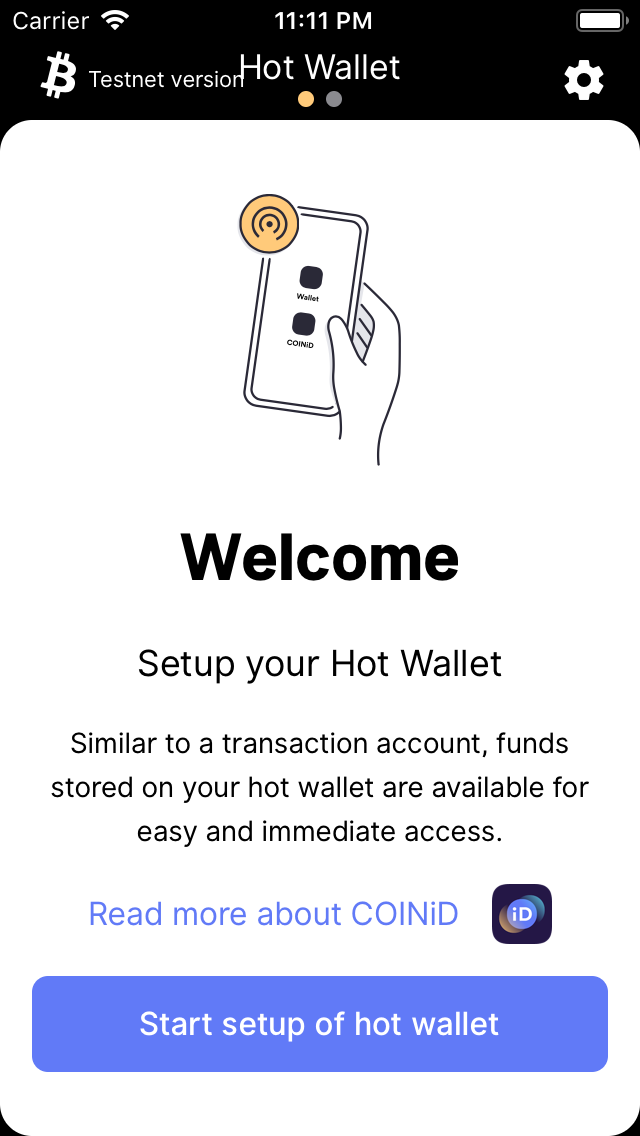 Carrier 11:11 PM
Testnet version Hot Wallet
Wallet
COINiD
Welcome
Setup your Hot Wallet
Similar to a transaction account, funds
stored on your hot wallet are available for
easy and immediate access.
Read more about COINiD iD
Start setup of hot wallet